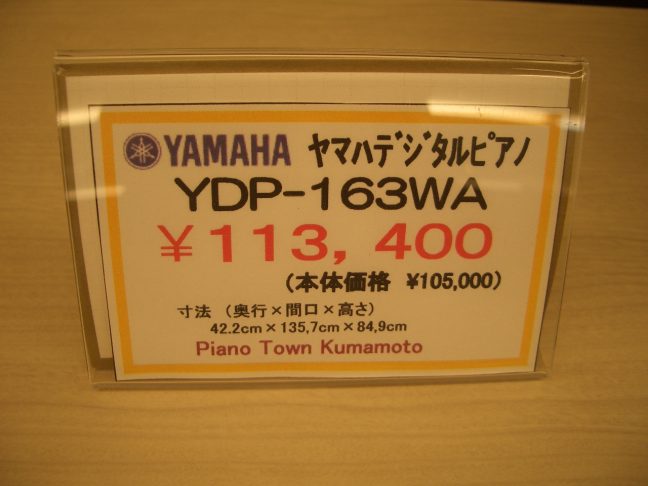 YAMAHA ヤマハデジタルピアノ
YDP-163WA
¥113, 400
(本体価格 ¥105,000)
寸法 (奥行×間口×高さ)
42.2cm×135,7cm×84,9cm
Piano Town Kumamoto